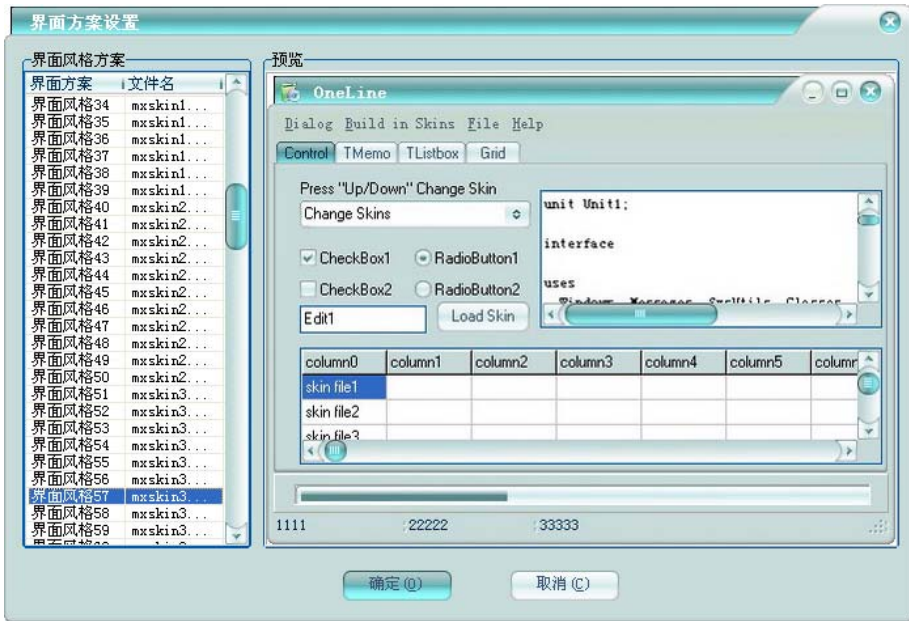 界面方案设置
界面风格方案
界面方案 文件名
界面风格34 mxskin1...
界面风格35 mxskin1...
界面风格36 mxskin1...
界面风格37 mxskin1...
界面风格38 mxskin1...
界面风格39 mxskin1...
界面风格40 mxskin2...
界面风格41 mxskin2...
界面风格42 mxskin2...
界面风格43 mxskin2...
界面风格44 mxskin2...
界面风格45 mxskin2...
界面风格46 mxskin2...
界面风格47 mxskin2...
界面风格48 mxskin2...
界面风格49 mxskin2...
界面风格50 mxskin2...
界面风格51 mxskin3...
界面风格52 mxskin3...
界面风格53 mxskin3...
界面风格54 mxskin3...
界面风格55 mxskin3...
界面风格56 mxskin3...
界面风格57 mxskin3...
界面风格58 mxskin3...
界面风格59 mxskin3...
预览
OneLine
Dialog Build in Skins File Help
Control TMemo TListbox Grid
Press "Up/Down" Change Skin
Change Skins
CheckBox1 RadioButton1
CheckBox2 RadioButton2
Edit1 Load Skin
unit Unit1;
interface
uses
Windows, Messages, SysUtils, Classes,
column0 column1 column2 column3 column4 column5 column
skin file1
skin file2
skin file3
1111 22222 33333
确定(O) 取消(C)